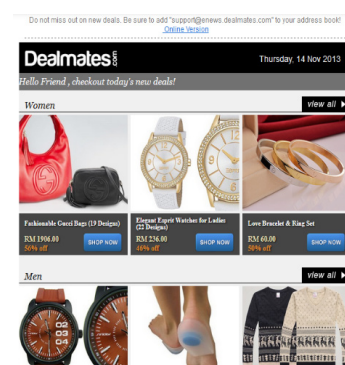 Do not miss out on new deals. Be sure to add "support@enews.dealmates.com" to your address book!
Online Version
Dealmates.com
Thursday, 14 Nov 2013
Hello Friend , checkout today's new deals!
Women
view all
Fashionable Gucci Bags (19 Designs)
RM 1906.00
56% off
SHOP NOW
Elegant Esprit Watches for Ladies
(22 Designs)
RM 236.00
46% off
SHOP NOW
Love Bracelet & Ring Set
RM 60.00
50% off
SHOP NOW
Men
view all